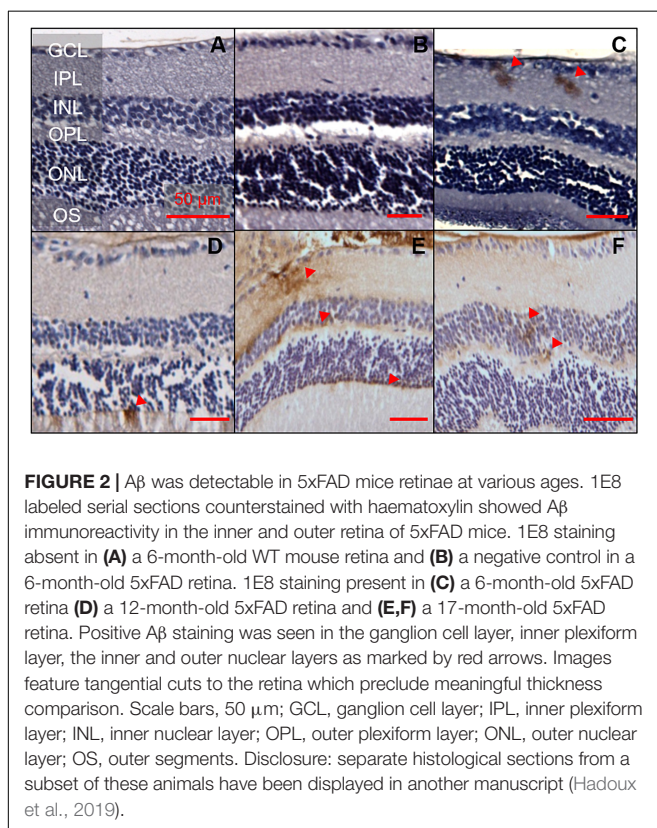 A
B
C
GCL
IPL
INL
OPL
ONL
OS
50 μm
D
E
F
FIGURE 2 | Aβ was detectable in 5xFAD mice retinae at various ages. 1E8
labeled serial sections counterstained with haematoxylin showed Aβ
immunoreactivity in the inner and outer retina of 5xFAD mice. 1E8 staining
absent in (A) a 6-month-old WT mouse retina and (B) a negative control in a
6-month-old 5xFAD retina. 1E8 staining present in (C) a 6-month-old 5xFAD
retina (D) a 12-month-old 5xFAD retina and (E,F) a 17-month-old 5xFAD
retina. Positive Aβ staining was seen in the ganglion cell layer, inner plexiform
layer, the inner and outer nuclear layers as marked by red arrows. Images
feature tangential cuts to the retina which preclude meaningful thickness
comparison. Scale bars, 50 μm; GCL, ganglion cell layer; IPL, inner plexiform
layer; INL, inner nuclear layer; OPL, outer plexiform layer; ONL, outer nuclear
layer; OS, outer segments. Disclosure: separate histological sections from a
subset of these animals have been displayed in another manuscript (Hadoux
et al., 2019).